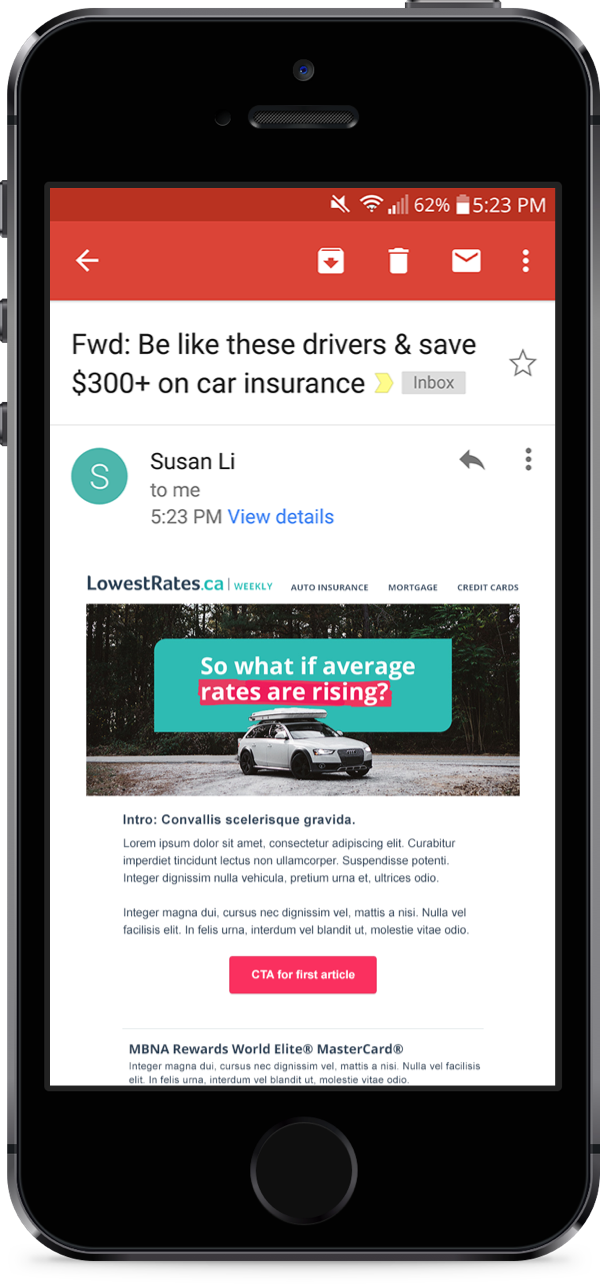 62% 5:23 PM
Fwd: Be like these drivers & save
$300+ on car insurance Inbox
S
Susan Li
to me
5:23 PM View details
LowestRates.ca | WEEKLY AUTO INSURANCE MORTGAGE CREDIT CARDS
So what if average
rates are rising?
Intro: Convallis scelerisque gravida.
Lorem ipsum dolor sit amet, consectetur adipiscing elit. Curabitur
imperdiet tincidunt lectus non ullamcorper. Suspendisse potenti.
Integer dignissim nulla vehicula, pretium urna et, ultrices odio.
Integer magna dui, cursus nec dignissim vel, mattis a nisi. Nulla vel
facilisis elit. In felis urna, interdum vel blandit ut, molestie vitae odio.
CTA for first article
MBNA Rewards World Elite® MasterCard®
Integer magna dui, cursus nec dignissim vel, mattis a nisi. Nulla vel facilisis
elit. In felis urna, interdum vel blandit ut, molestie vitae odio.